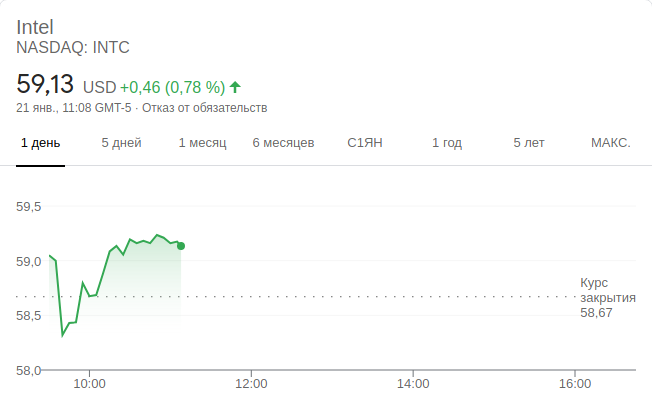 Intel
NASDAQ: INTC
59,13 USD +0,46 (0,78 %)
21 янв., 11:08 GMT-5 · Отказ от обязательств
1 день 5 дней 1 месяц 6 месяцев С1ЯН 1 год 5 лет МАКС.
59,5
59,0
Курс
закрытия
58,67
58,5
58,0
10:00 12:00 14:00 16:00